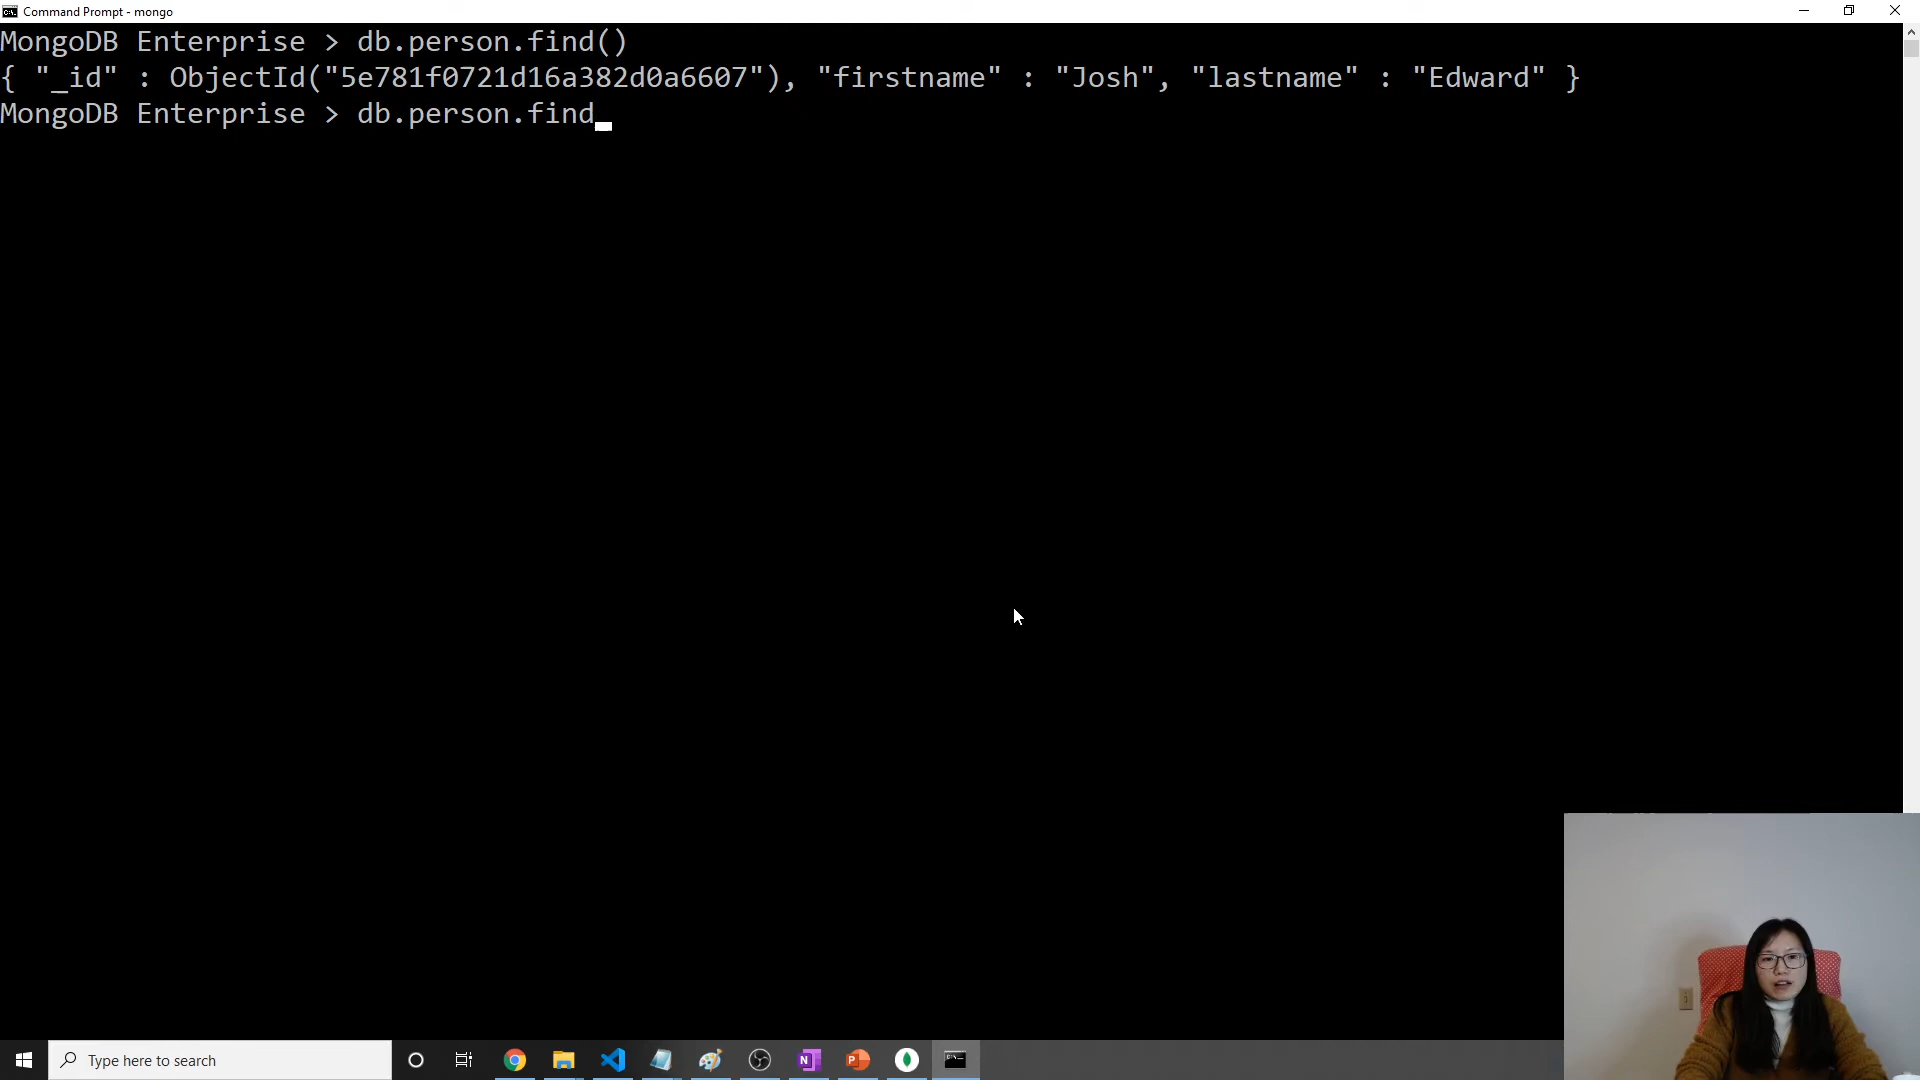 Command Prompt - mongo
MongoDB Enterprise > db.person.find()
{ "_id" : ObjectId("5e781f0721d16a382d0a6607"), "firstname" : "Josh", "lastname" : "Edward" }
MongoDB Enterprise > db.person.find
Type here to search